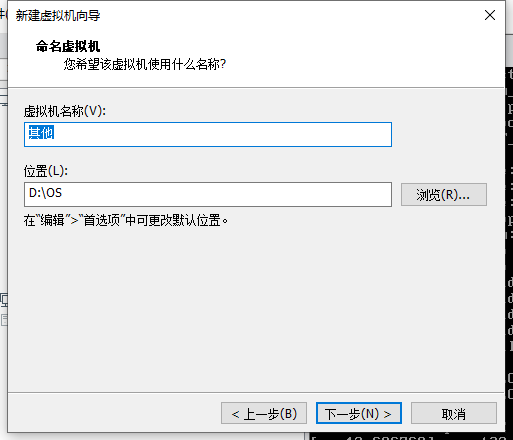 新建虚拟机向导
命名虚拟机
您希望该虚拟机使用什么名称?
虚拟机名称(V):
其他
位置(L):
D:\OS
浏览(R)...
在“编辑”>“首选项”中可更改默认位置。
< 上一步(B)
下一步(N) >
取消